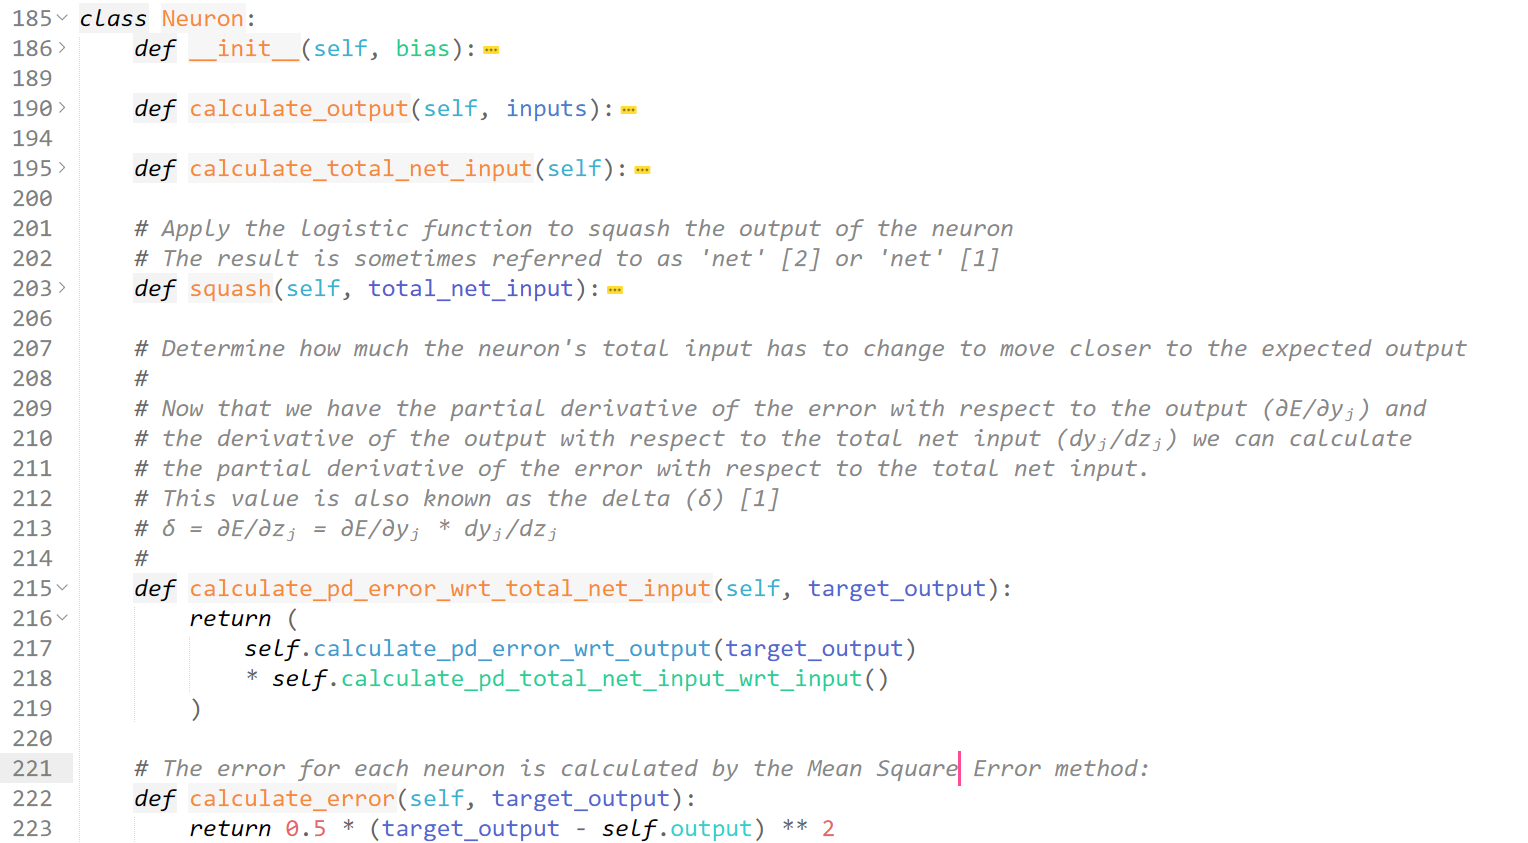 185 class Neuron:
186 def __init__(self, bias): ···
189
190 def calculate_output(self, inputs): ···
194
195 def calculate_total_net_input(self): ···
200
201 # Apply the logistic function to squash the output of the neuron
202 # The result is sometimes referred to as 'net' [2] or 'net' [1]
203 def squash(self, total_net_input): ···
206
207 # Determine how much the neuron's total input has to change to move closer to the expected output
208 #
209 # Now that we have the partial derivative of the error with respect to the output (∂E/∂yⱼ) and
210 # the derivative of the output with respect to the total net input (dyⱼ/dzⱼ) we can calculate
211 # the partial derivative of the error with respect to the total net input.
212 # This value is also known as the delta (δ) [1]
213 # δ = ∂E/∂zⱼ = ∂E/∂yⱼ * dyⱼ/dzⱼ
214 #
215 def calculate_pd_error_wrt_total_net_input(self, target_output):
216 return (
217 self.calculate_pd_error_wrt_output(target_output)
218 * self.calculate_pd_total_net_input_wrt_input()
219 )
220
221 # The error for each neuron is calculated by the Mean Square Error method:
222 def calculate_error(self, target_output):
223 return 0.5 * (target_output - self.output) ** 2